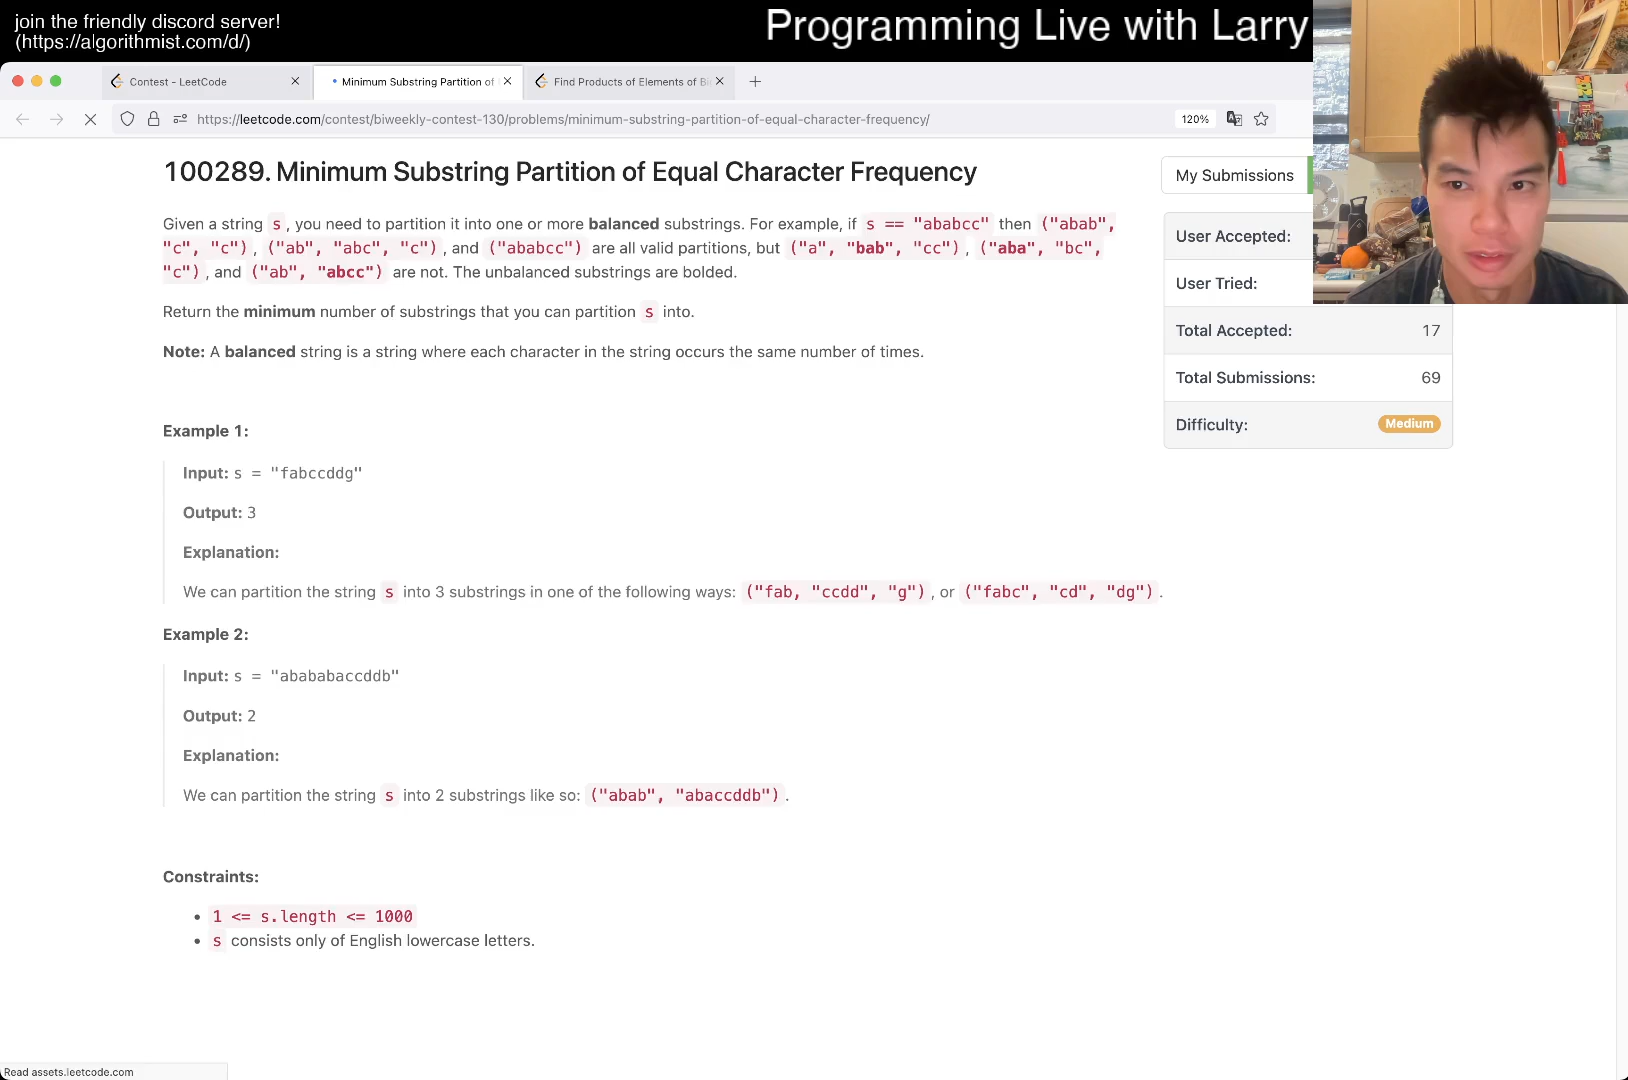 join the friendly discord server!
(https://algorithmist.com/d/)
Programming Live with Larry
Contest - LeetCode
Minimum Substring Partition of
Find Products of Elements of Bi
https://leetcode.com/contest/biweekly-contest-130/problems/minimum-substring-partition-of-equal-character-frequency/
120%
100289. Minimum Substring Partition of Equal Character Frequency
My Submissions
Given a string s, you need to partition it into one or more balanced substrings. For example, if s == "ababcc" then ("abab",
"c", "c"), ("ab", "abc", "c"), and ("ababcc") are all valid partitions, but ("a", "bab", "cc"), ("aba", "bc",
"c"), and ("ab", "abcc") are not. The unbalanced substrings are bolded.
Return the minimum number of substrings that you can partition s into.
Note: A balanced string is a string where each character in the string occurs the same number of times.
User Accepted:
User Tried:
Total Accepted: 17
Total Submissions: 69
Difficulty: Medium
Example 1:
Input: s = "fabccddg"
Output: 3
Explanation:
We can partition the string s into 3 substrings in one of the following ways: ("fab, "ccdd", "g"), or ("fabc", "cd", "dg").
Example 2:
Input: s = "abababaccddb"
Output: 2
Explanation:
We can partition the string s into 2 substrings like so: ("abab", "abaccddb").
Constraints:
1 <= s.length <= 1000
s consists only of English lowercase letters.
Read assets.leetcode.com